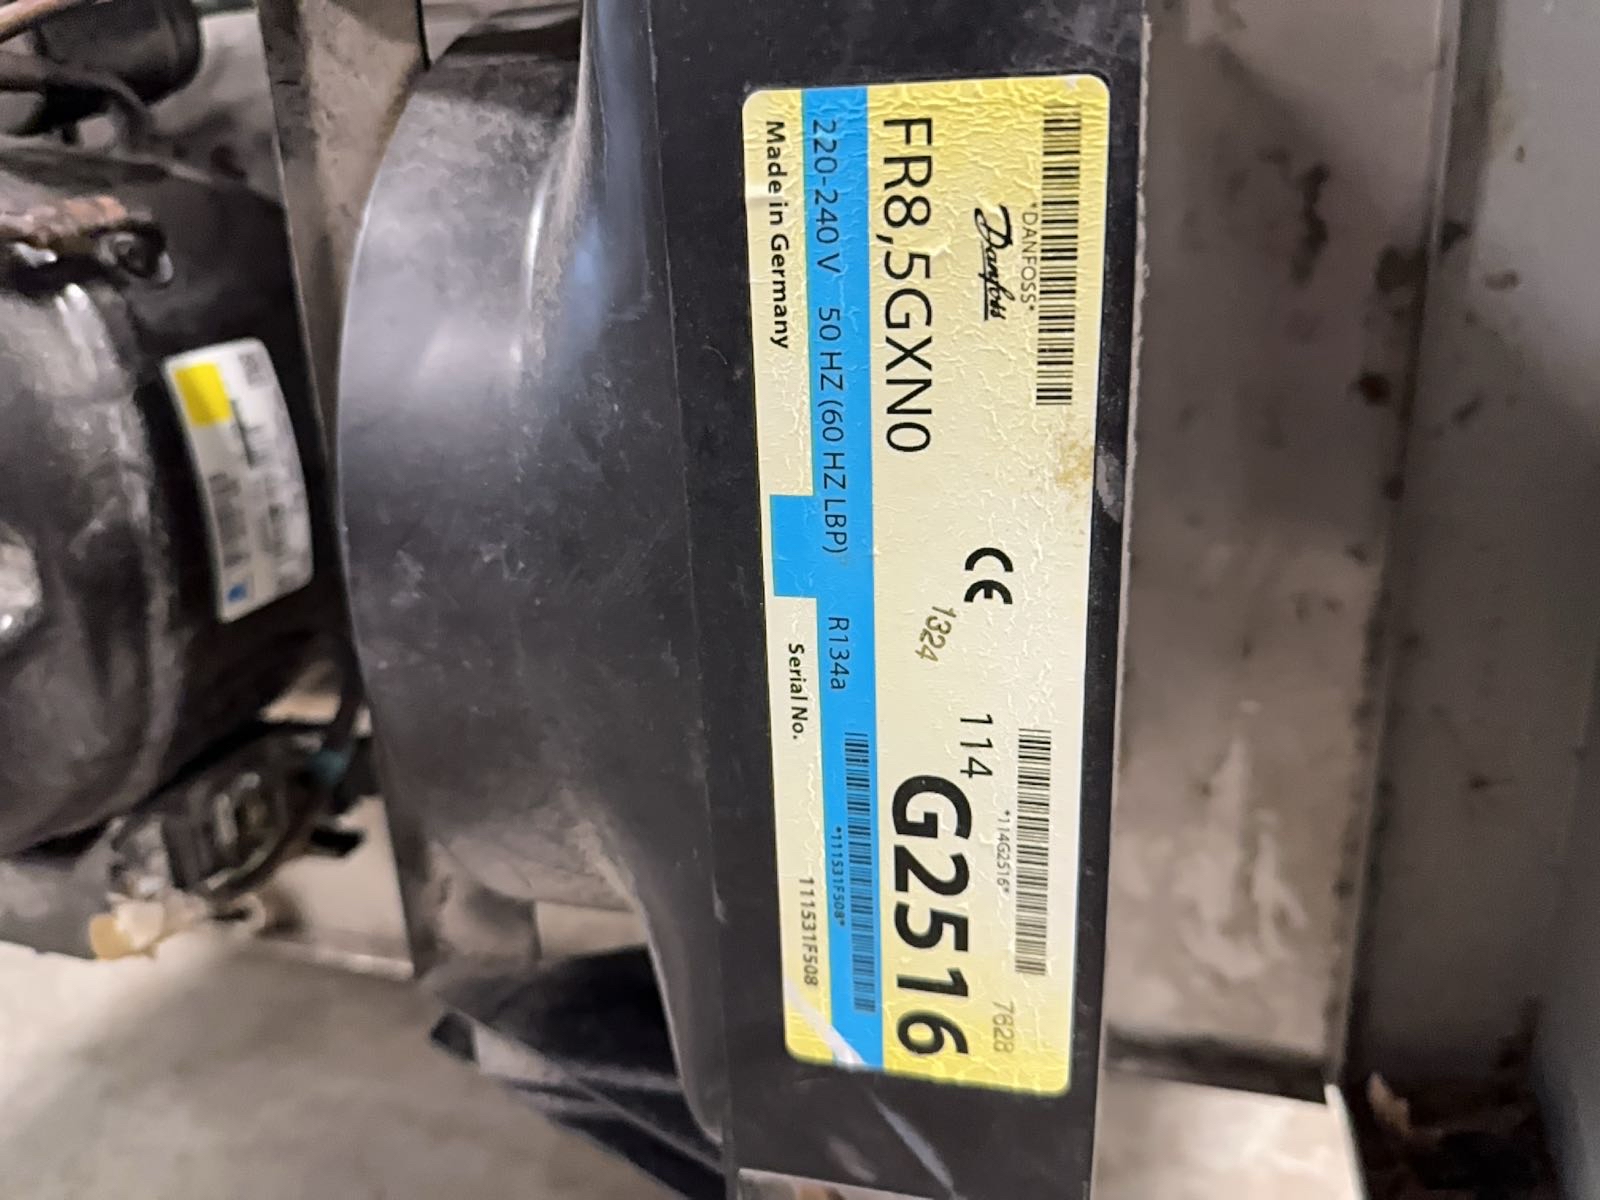 *DANFOSS*
Danfoss
CE
114
*114G2516*
7628
1324
FR8,5GXN0
G2516
220-240 V 50 HZ (60 HZ LBP) R134a
*111531F508*
Made in Germany
Serial No.
111531F508